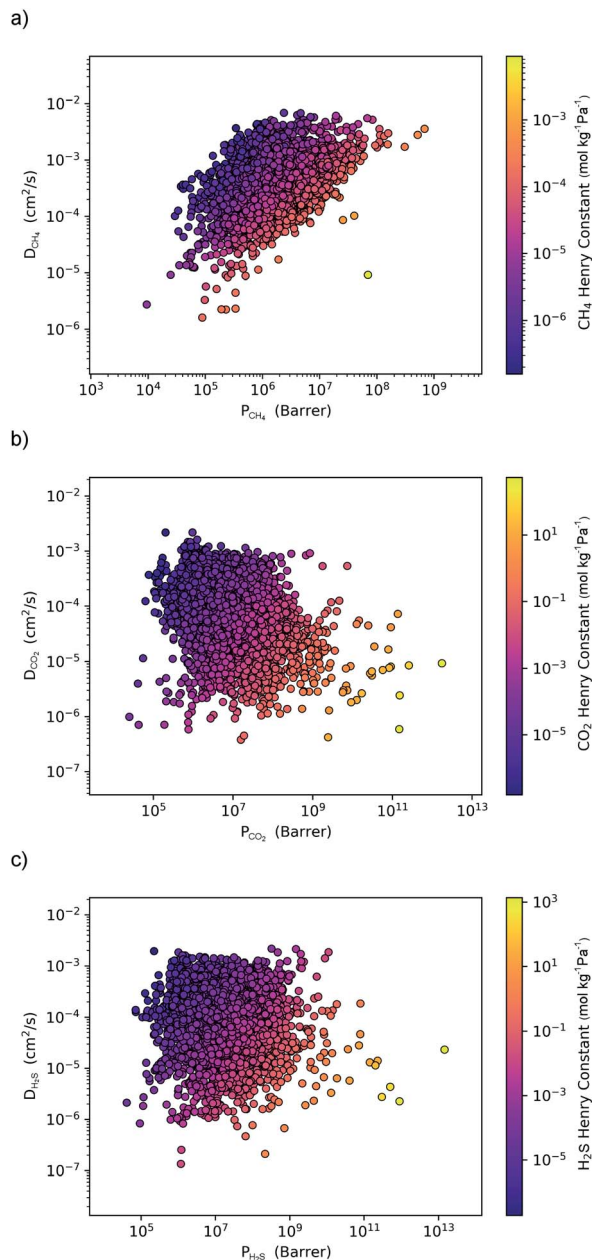 a)
10⁻²
10⁻³
10⁻⁴
10⁻⁵
10⁻⁶
D_CH₄ (cm²/s)
10³ 10⁴ 10⁵ 10⁶ 10⁷ 10⁸ 10⁹
P_CH₄ (Barrer)
10⁻³
10⁻⁴
10⁻⁵
10⁻⁶
CH₄ Henry Constant (mol kg⁻¹Pa⁻¹)
b)
10⁻²
10⁻³
10⁻⁴
10⁻⁵
10⁻⁶
10⁻⁷
D_CO₂ (cm²/s)
10⁵ 10⁷ 10⁹ 10¹¹ 10¹³
P_CO₂ (Barrer)
10¹
10⁻¹
10⁻³
10⁻⁵
CO₂ Henry Constant (mol kg⁻¹Pa⁻¹)
c)
10⁻²
10⁻³
10⁻⁴
10⁻⁵
10⁻⁶
10⁻⁷
D_H₂S (cm²/s)
10⁵ 10⁷ 10⁹ 10¹¹ 10¹³
P_H₂S (Barrer)
10³
10¹
10⁻¹
10⁻³
10⁻⁵
H₂S Henry Constant (mol kg⁻¹Pa⁻¹)